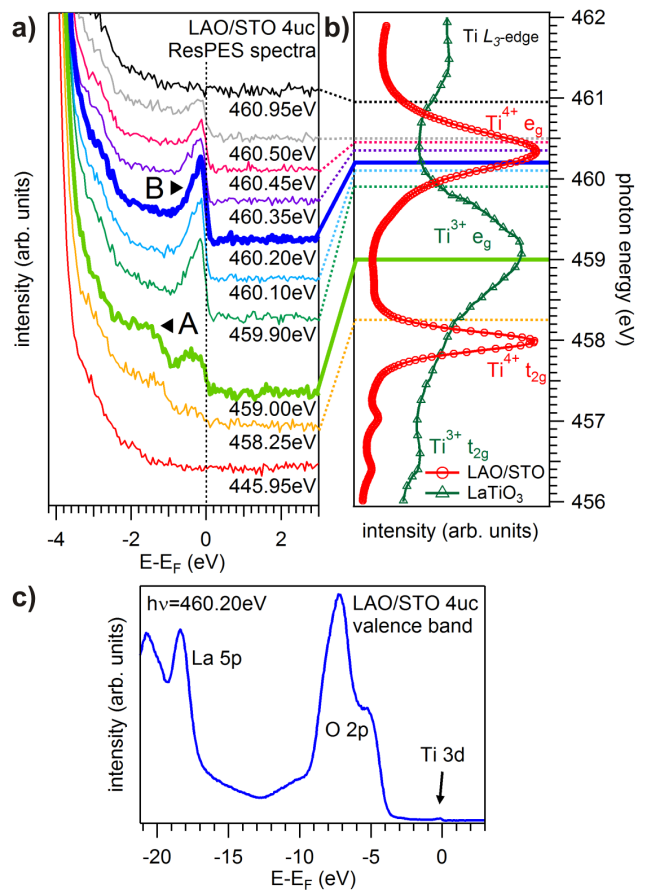 a)
LAO/STO 4uc
ResPES spectra
460.95eV
460.50eV
460.45eV
B
460.35eV
460.20eV
460.10eV
459.90eV
A
459.00eV
458.25eV
445.95eV
intensity (arb. units)
-4 -2 0 2
E-E_F (eV)
b)
Ti L₃-edge
Ti⁴⁺ e_g
Ti³⁺ e_g
Ti⁴⁺ t₂g
Ti³⁺ t₂g
LAO/STO
LaTiO₃
462
461
460
459
458
457
456
photon energy (eV)
intensity (arb. units)
c)
hν=460.20eV
LAO/STO 4uc
valence band
La 5p
O 2p
Ti 3d
intensity (arb. units)
-20 -15 -10 -5 0
E-E_F (eV)